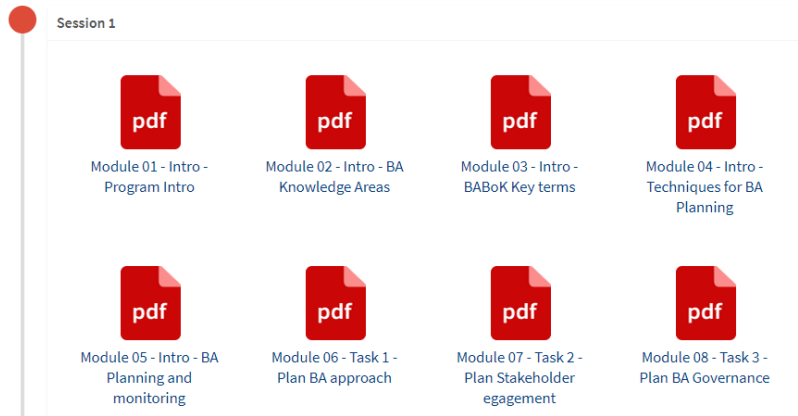 Session 1
pdf
pdf
pdf
pdf
Module 01 - Intro -
Program Intro
Module 02 - Intro - BA
Knowledge Areas
Module 03 - Intro -
BABoK Key terms
Module 04 - Intro -
Techniques for BA
Planning
pdf
pdf
pdf
pdf
Module 05 - Intro - BA
Planning and
monitoring
Module 06 - Task 1 -
Plan BA approach
Module 07 - Task 2 -
Plan Stakeholder
egagement
Module 08 - Task 3 -
Plan BA Governance